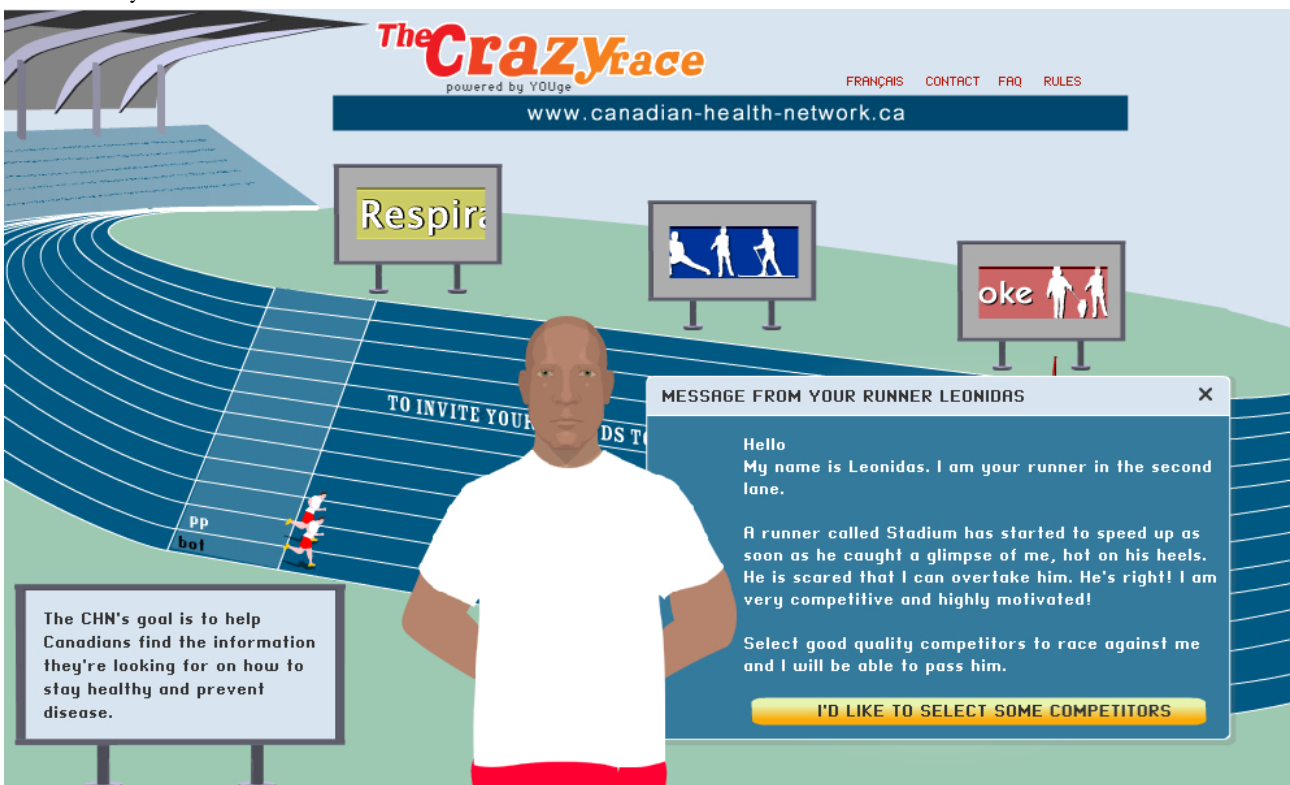 The Crazy race
powered by YOUge
FRANÇAIS CONTACT FAQ RULES
www.canadian-health-network.ca
Respira
oke
TO INVITE YOUR
DS TO
pp
bot
MESSAGE FROM YOUR RUNNER LEONIDAS
Hello
My name is Leonidas. I am your runner in the second
lane.
A runner called Stadium has started to speed up as
soon as he caught a glimpse of me, hot on his heels.
He is scared that I can overtake him. He's right! I am
very competitive and highly motivated!
Select good quality competitors to race against me
and I will be able to pass him.
I'D LIKE TO SELECT SOME COMPETITORS
The CHN's goal is to help
Canadians find the information
they're looking for on how to
stay healthy and prevent
disease.